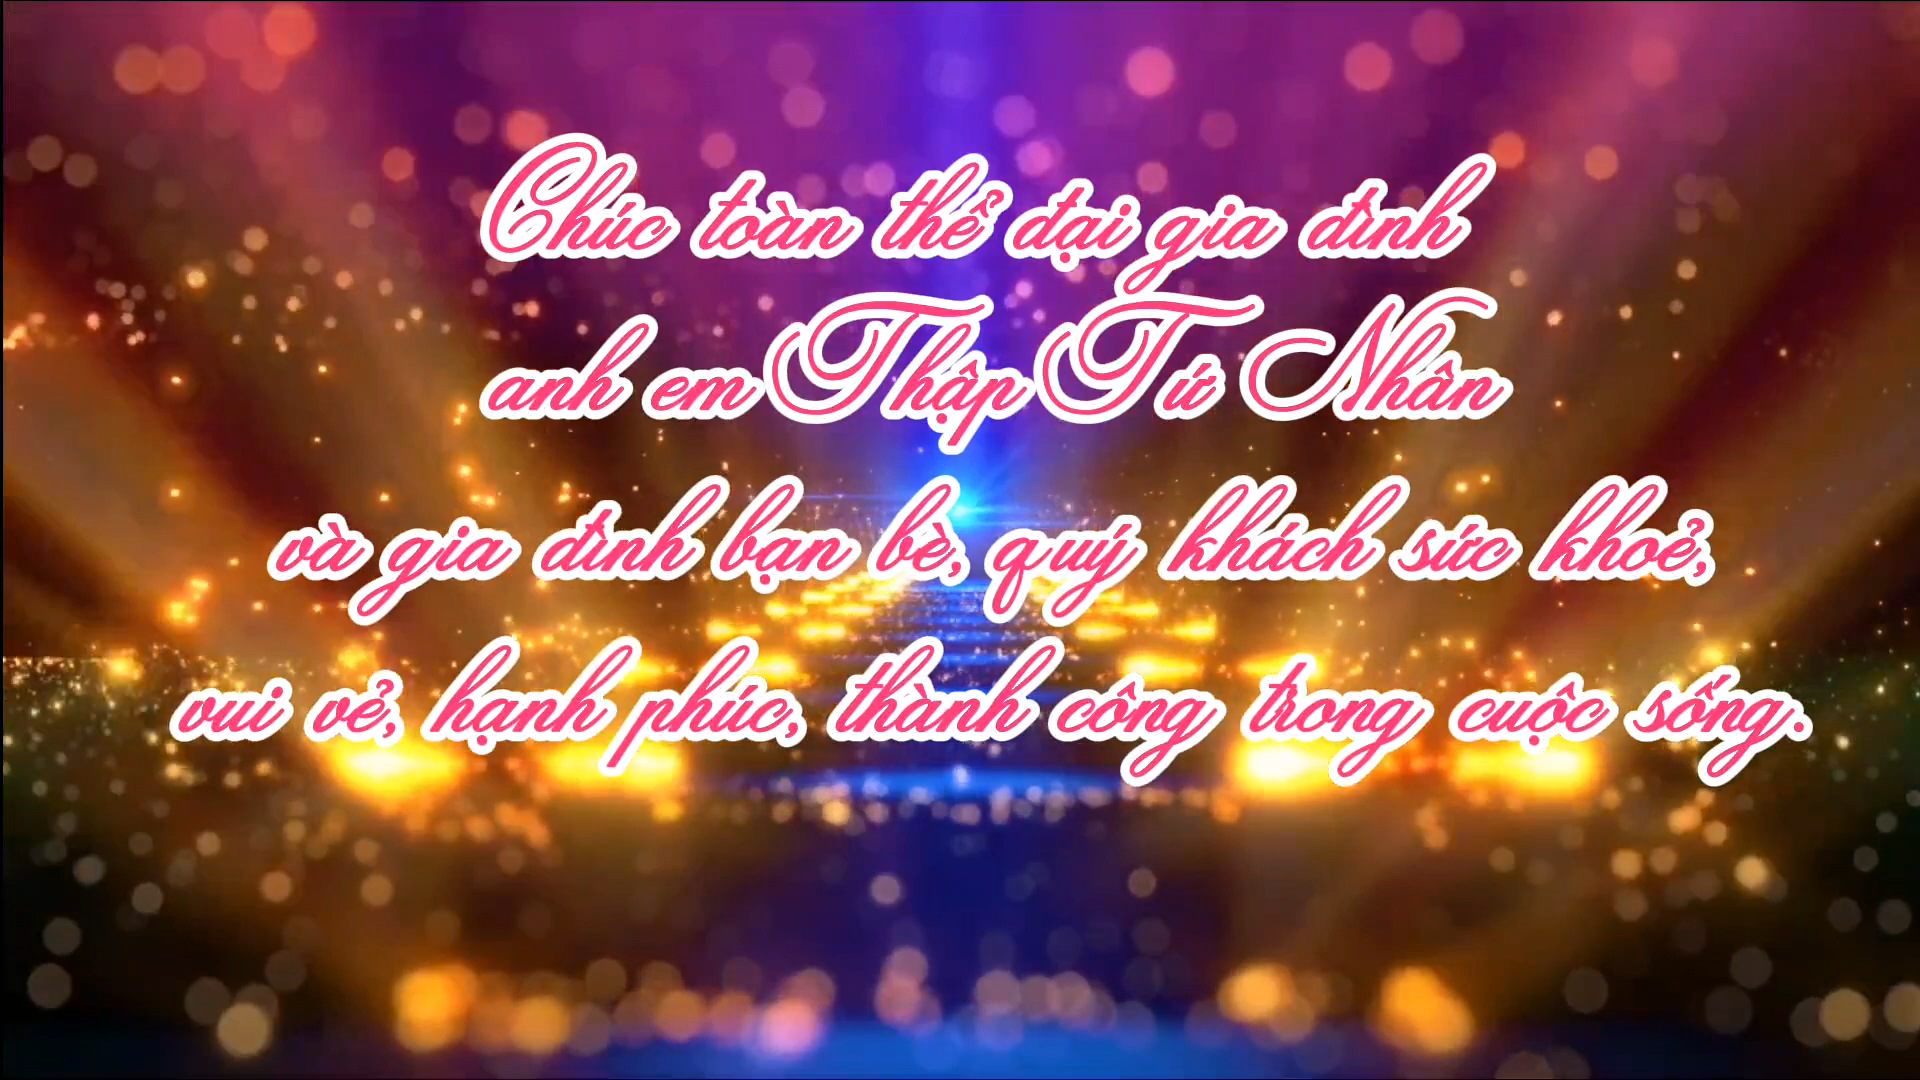 Chúc toàn thể đại gia đình
anh em Thập Tứ Nhân
và gia đình bạn bè, quý khách sức khoẻ,
vui vẻ, hạnh phúc, thành công trong cuộc sống.